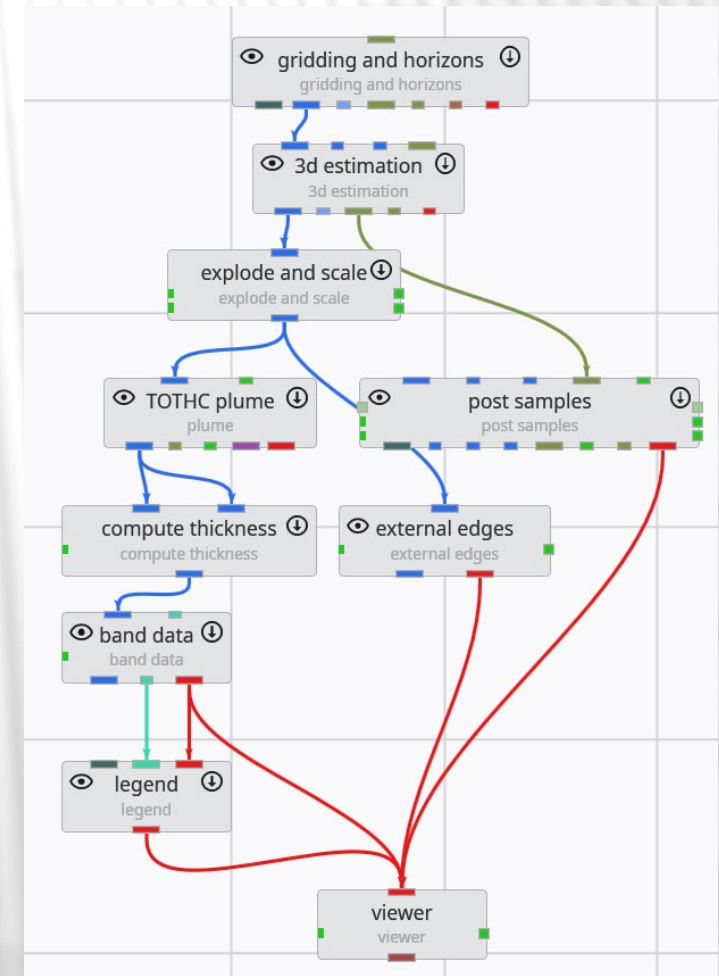 gridding and horizons
gridding and horizons
3d estimation
3d estimation
explode and scale
explode and scale
TOTHC plume
plume
post samples
post samples
compute thickness
compute thickness
external edges
external edges
band data
band data
legend
legend
viewer
viewer